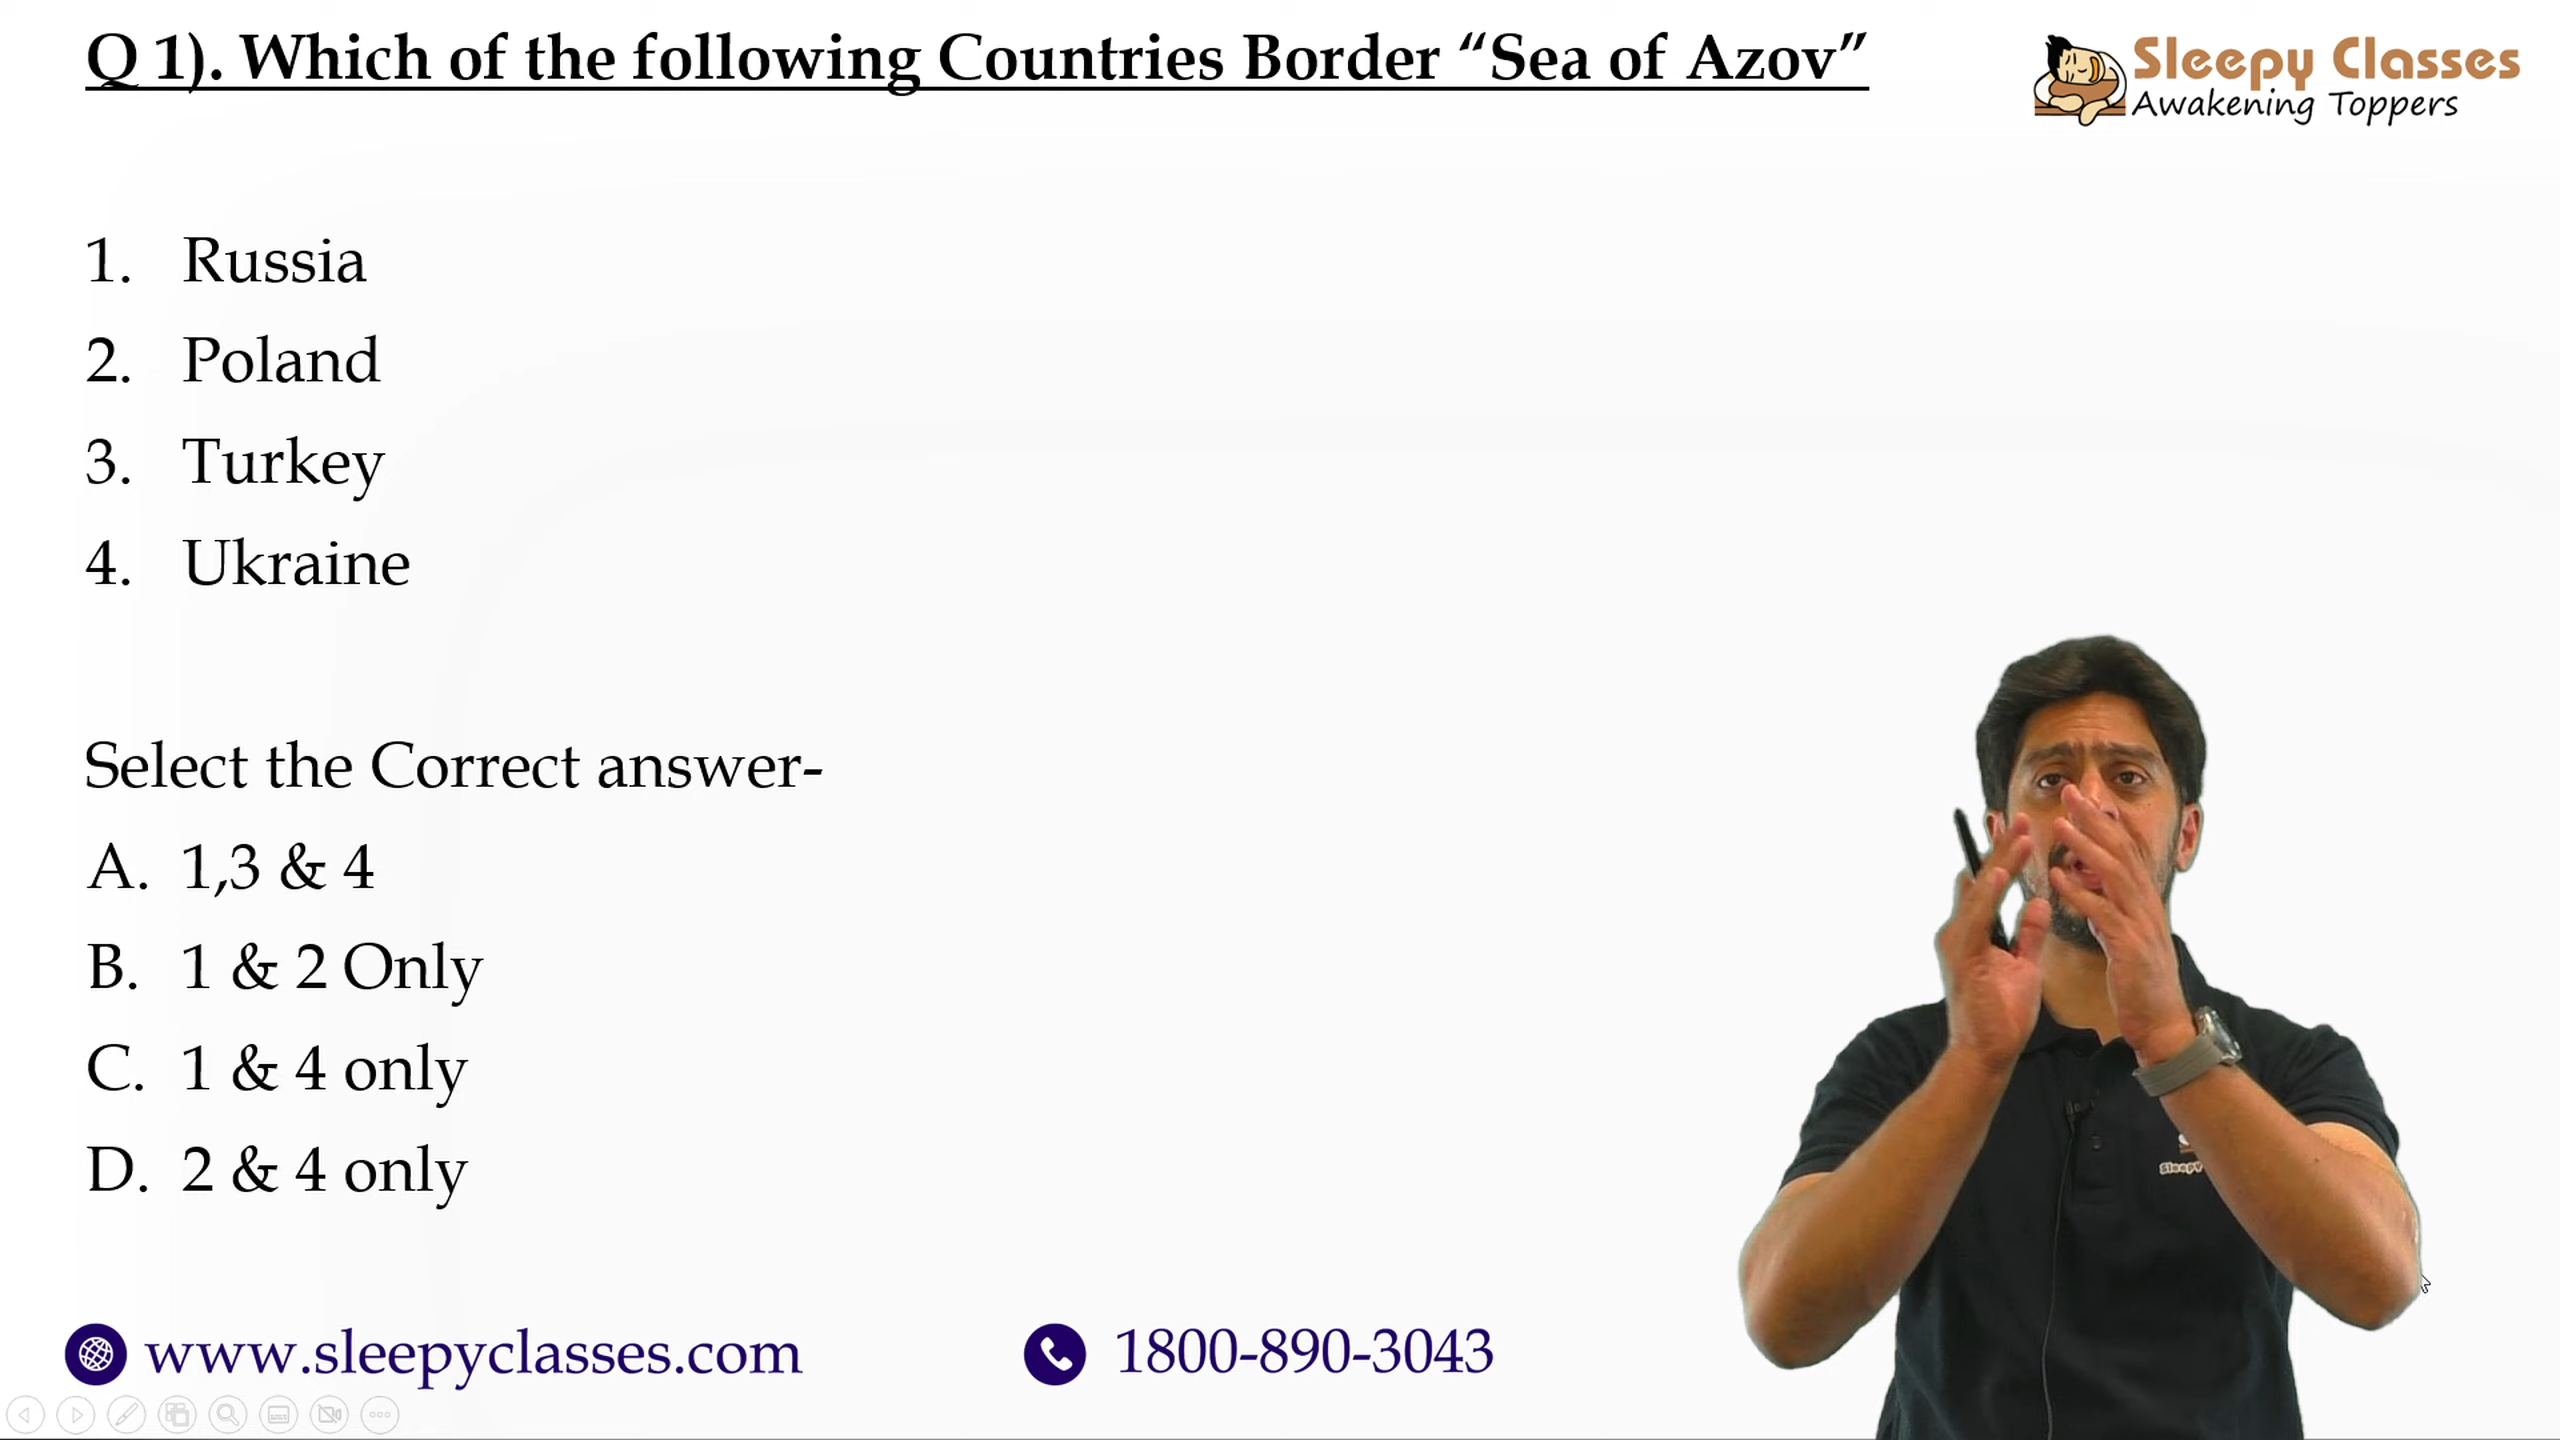 Q 1). Which of the following Countries Border “Sea of Azov”
Sleepy Classes
Awakening Toppers
1. Russia
2. Poland
3. Turkey
4. Ukraine
Select the Correct answer-
A. 1,3 & 4
B. 1 & 2 Only
C. 1 & 4 only
D. 2 & 4 only
Sleepy
www.sleepyclasses.com
1800-890-3043